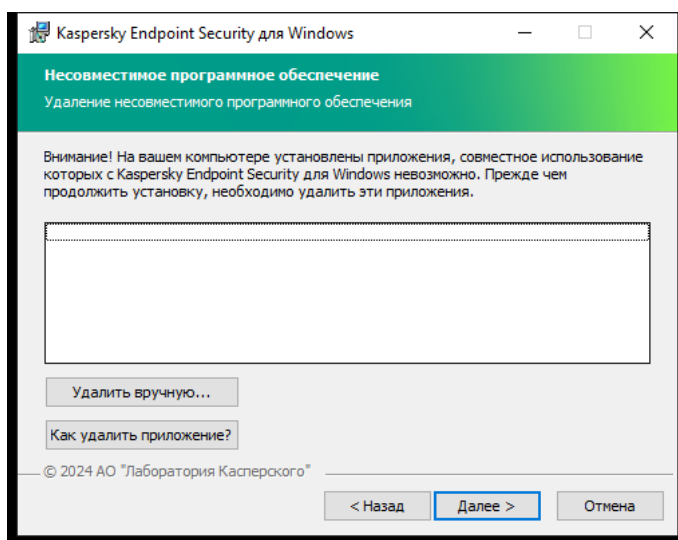 Kaspersky Endpoint Security для Windows
Несовместимое программное обеспечение
Удаление несовместимого программного обеспечения
Внимание! На вашем компьютере установлены приложения, совместное использование
которых с Kaspersky Endpoint Security для Windows невозможно. Прежде чем
продолжить установку, необходимо удалить эти приложения.
Удалить вручную...
Как удалить приложение?
© 2024 АО "Лаборатория Касперского"
< Назад
Далее >
Отмена